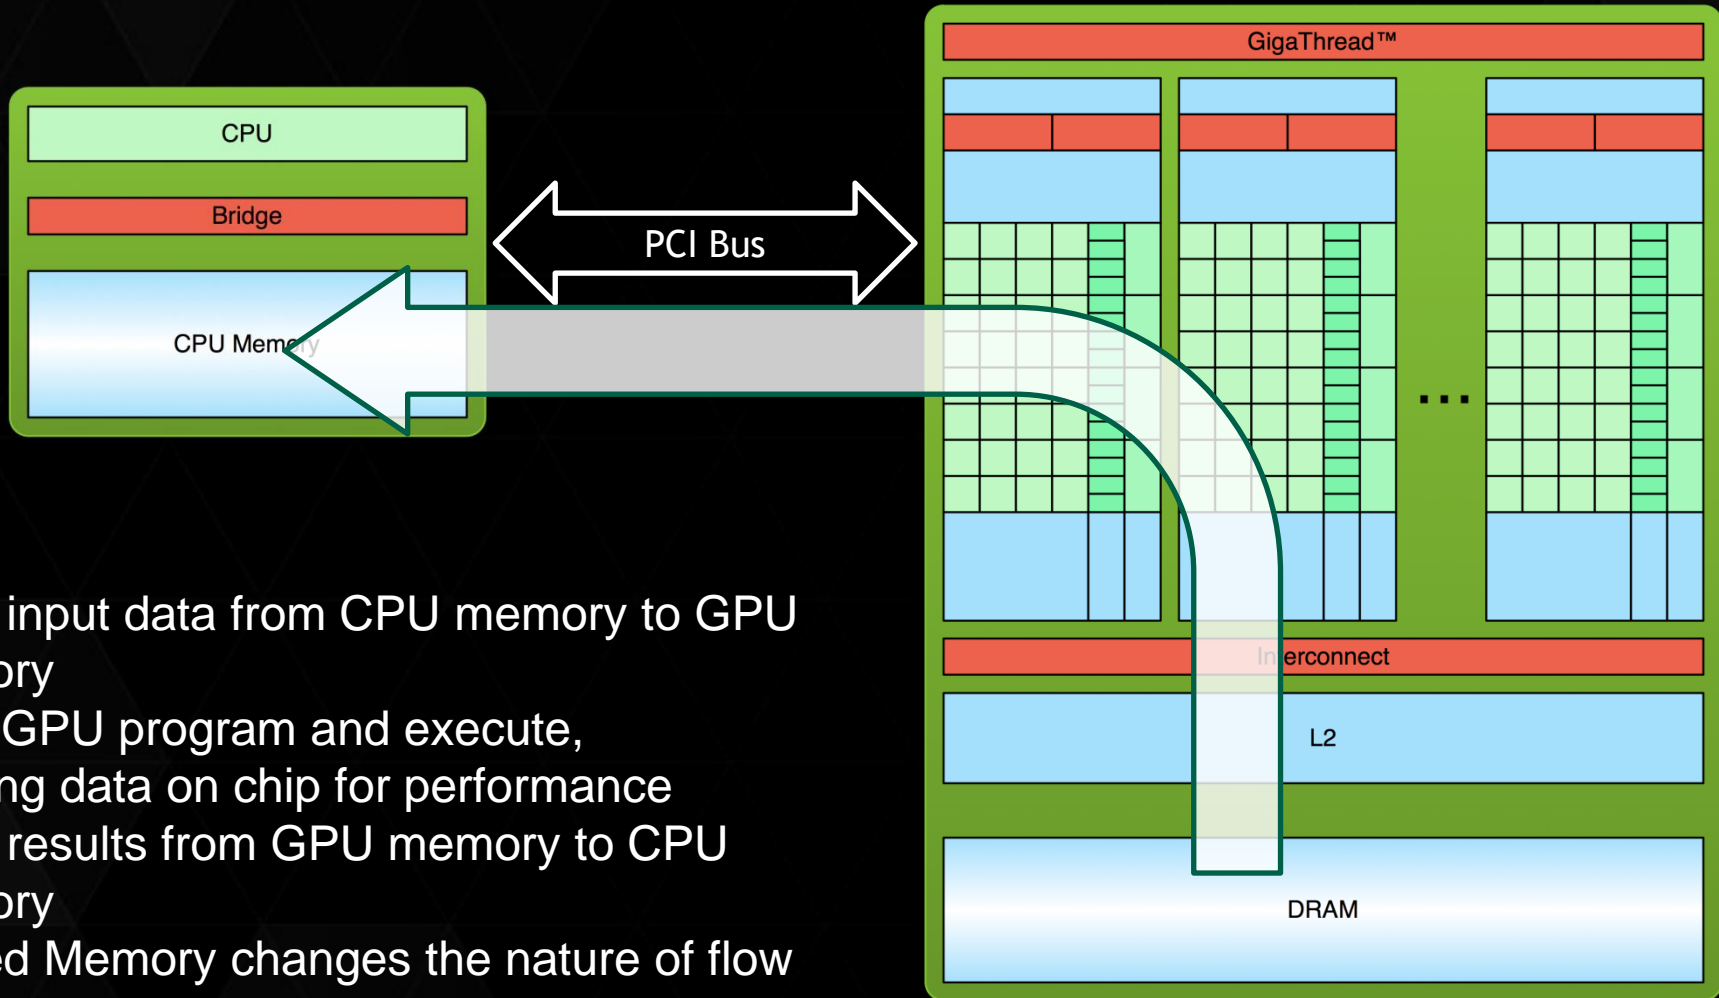 GigaThread™
CPU
Bridge
PCI Bus
CPU Memory
...
Interconnect
L2
DRAM
input data from CPU memory to GPU
ory
GPU program and execute,
ng data on chip for performance
results from GPU memory to CPU
ory
ed Memory changes the nature of flow